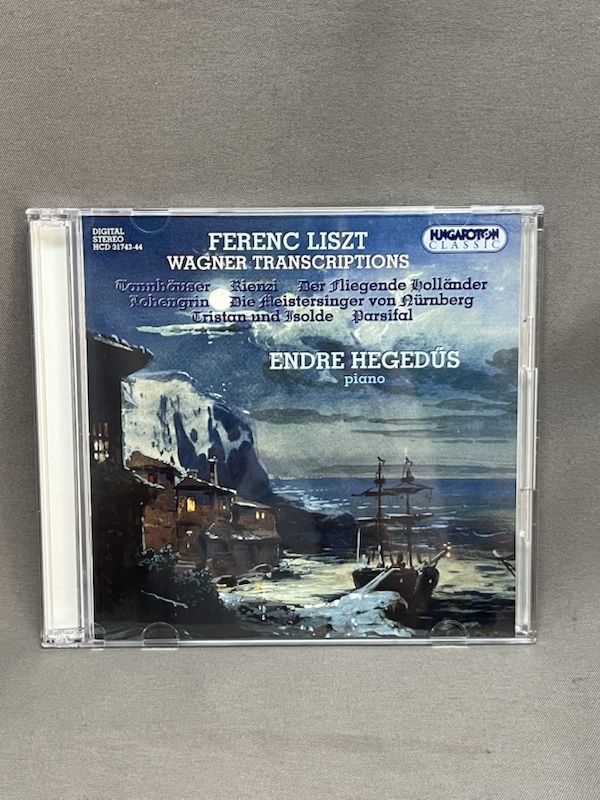 DIGITAL
STEREO
HCD 31743-44
FERENC LISZT
WAGNER TRANSCRIPTIONS
HUNGAROTON
CLASSIC
Tannhäuser Rienzi Der Fliegende Holländer
Lohengrin Die Meistersinger von Nürnberg
Tristan und Isolde Parsifal
ENDRE HEGEDŰS
piano